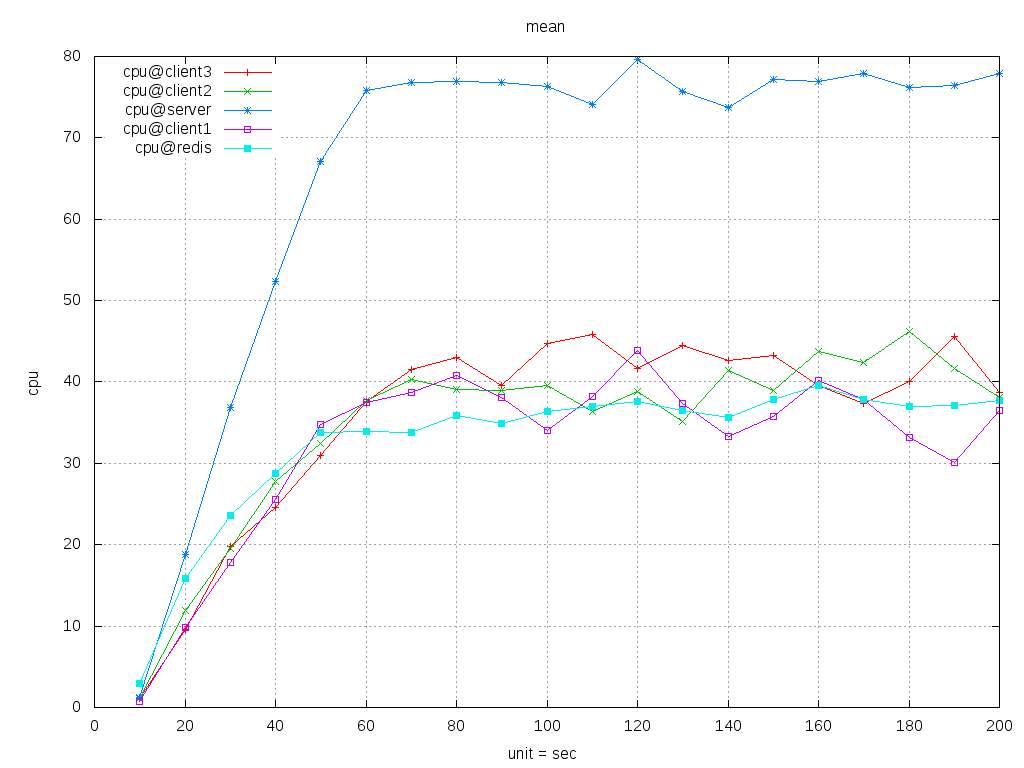 mean
80
70
60
50
40
30
20
10
0
cpu
cpu@client3
cpu@client2
cpu@server
cpu@client1
cpu@redis
0 20 40 60 80 100 120 140 160 180 200
unit = sec